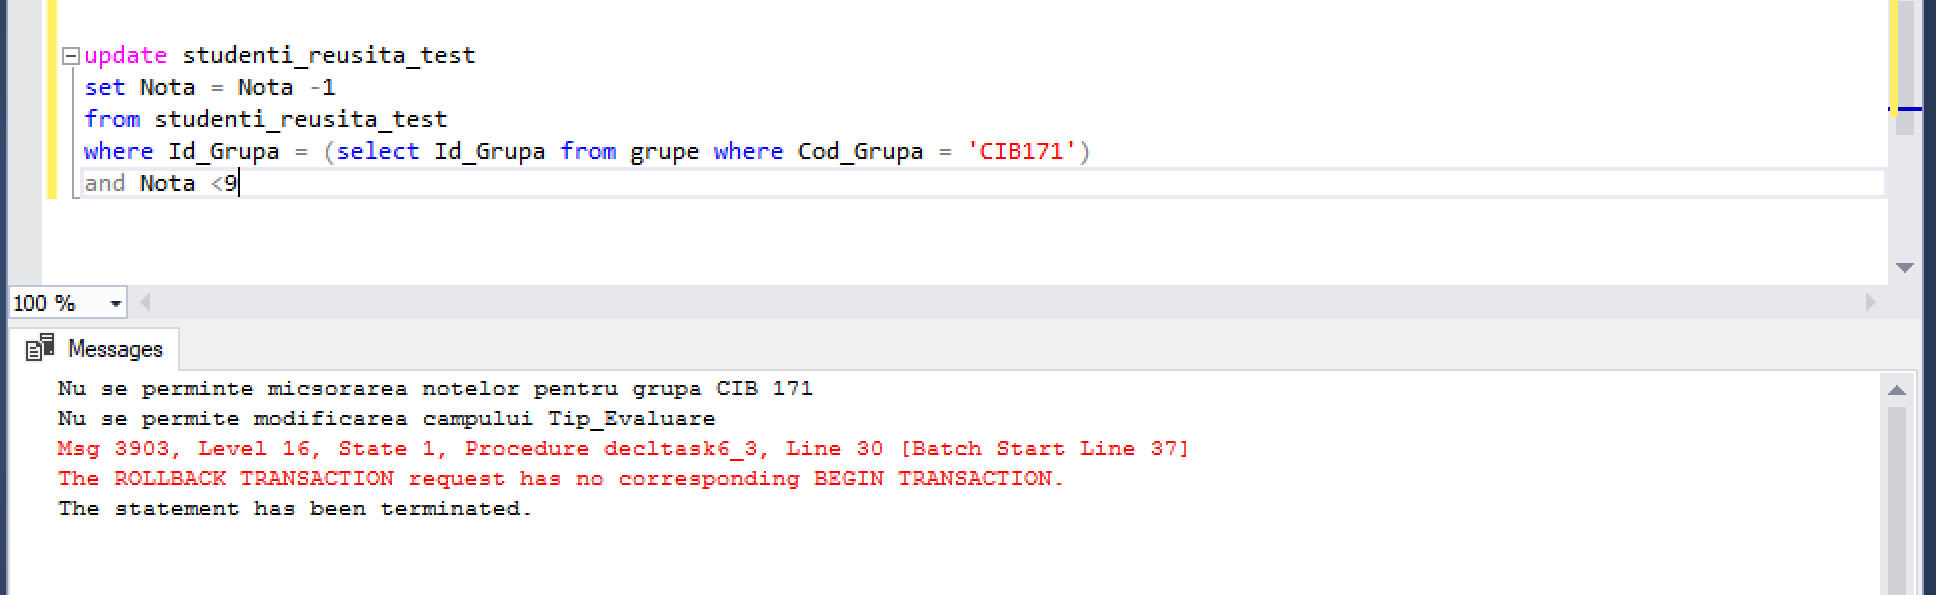 update studenti_reusita_test
set Nota = Nota -1
from studenti_reusita_test
where Id_Grupa = (select Id_Grupa from grupe where Cod_Grupa = 'CIB171')
and Nota <9
100 %
Messages
Nu se perminte micsorarea notelor pentru grupa CIB 171
Nu se permite modificarea campului Tip_Evaluare
Msg 3903, Level 16, State 1, Procedure decltask6_3, Line 30 [Batch Start Line 37]
The ROLLBACK TRANSACTION request has no corresponding BEGIN TRANSACTION.
The statement has been terminated.